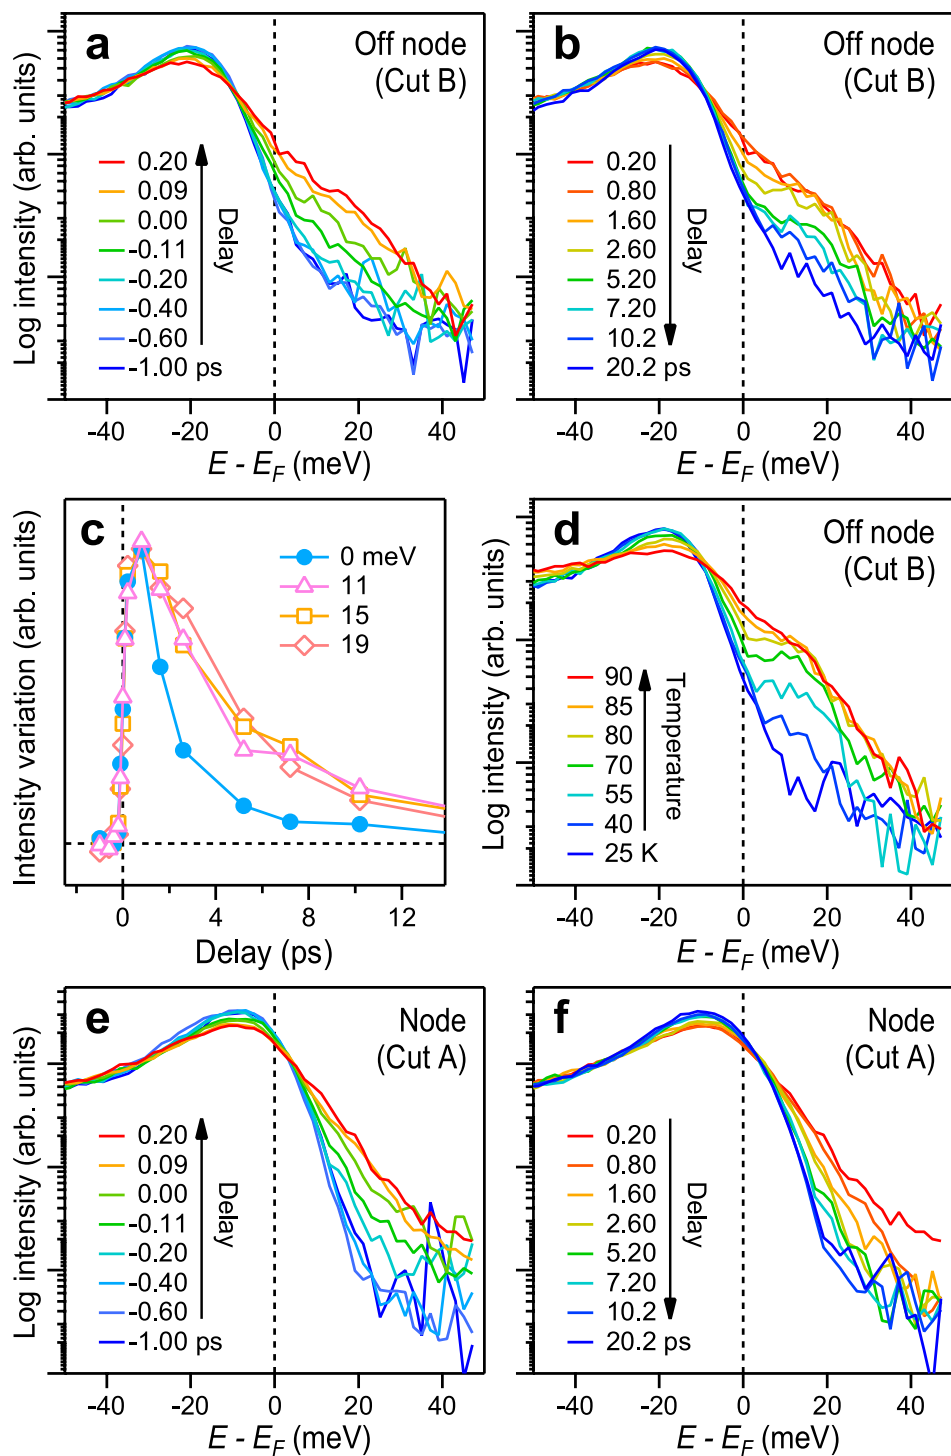 a
Off node
(Cut B)
Log intensity (arb. units)
0.20
0.09
0.00
-0.11
-0.20
-0.40
-0.60
-1.00 ps
Delay
-40 -20 0 20 40
E - EF (meV)
b
Off node
(Cut B)
0.20
0.80
1.60
2.60
5.20
7.20
10.2
20.2 ps
Delay
-40 -20 0 20 40
E - EF (meV)
c
Intensity variation (arb. units)
0 meV
11
15
19
0 4 8 12
Delay (ps)
d
Off node
(Cut B)
Log intensity (arb. units)
90
85
80
70
55
40
25 K
Temperature
-40 -20 0 20 40
E - EF (meV)
e
Node
(Cut A)
Log intensity (arb. units)
0.20
0.09
0.00
-0.11
-0.20
-0.40
-0.60
-1.00 ps
Delay
-40 -20 0 20 40
E - EF (meV)
f
Node
(Cut A)
0.20
0.80
1.60
2.60
5.20
7.20
10.2
20.2 ps
Delay
-40 -20 0 20 40
E - EF (meV)